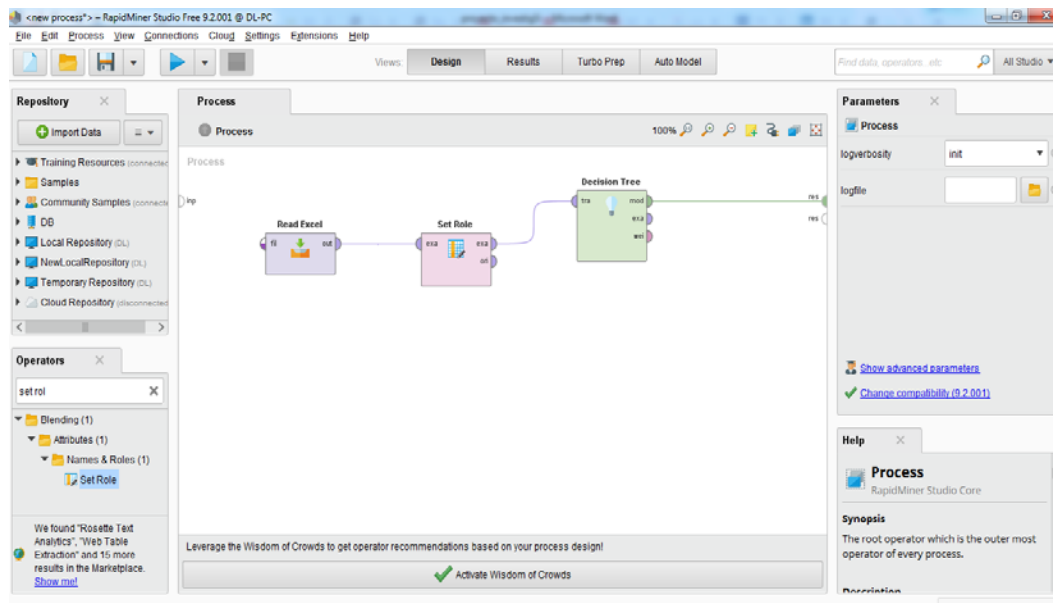 <new process*> – RapidMiner Studio Free 9.2.001 @ DL-PC
File Edit Process View Connections Cloud Settings Extensions Help
Views: Design Results Turbo Prep Auto Model
Find data, operators...etc
All Studio
Repository
Import Data
Training Resources (connected
Samples
Community Samples (connecte
DB
Local Repository (DL)
NewLocalRepository (DL)
Temporary Repository (DL)
Cloud Repository (disconnected
Operators
set rol
Blending (1)
Attributes (1)
Names & Roles (1)
Set Role
We found "Rosette Text
Analytics", "Web Table
Extraction" and 15 more
results in the Marketplace.
Show me!
Process
Process
100%
Process
inp
Read Excel
fil out
Set Role
exa exa
ori
Decision Tree
tra mod
exa
wei
res
res
Leverage the Wisdom of Crowds to get operator recommendations based on your process design!
Activate Wisdom of Crowds
Parameters
Process
logverbosity init
logfile
Show advanced parameters
Change compatibility (9.2.001)
Help
Process
RapidMiner Studio Core
Synopsis
The root operator which is the outer most
operator of every process.
Description